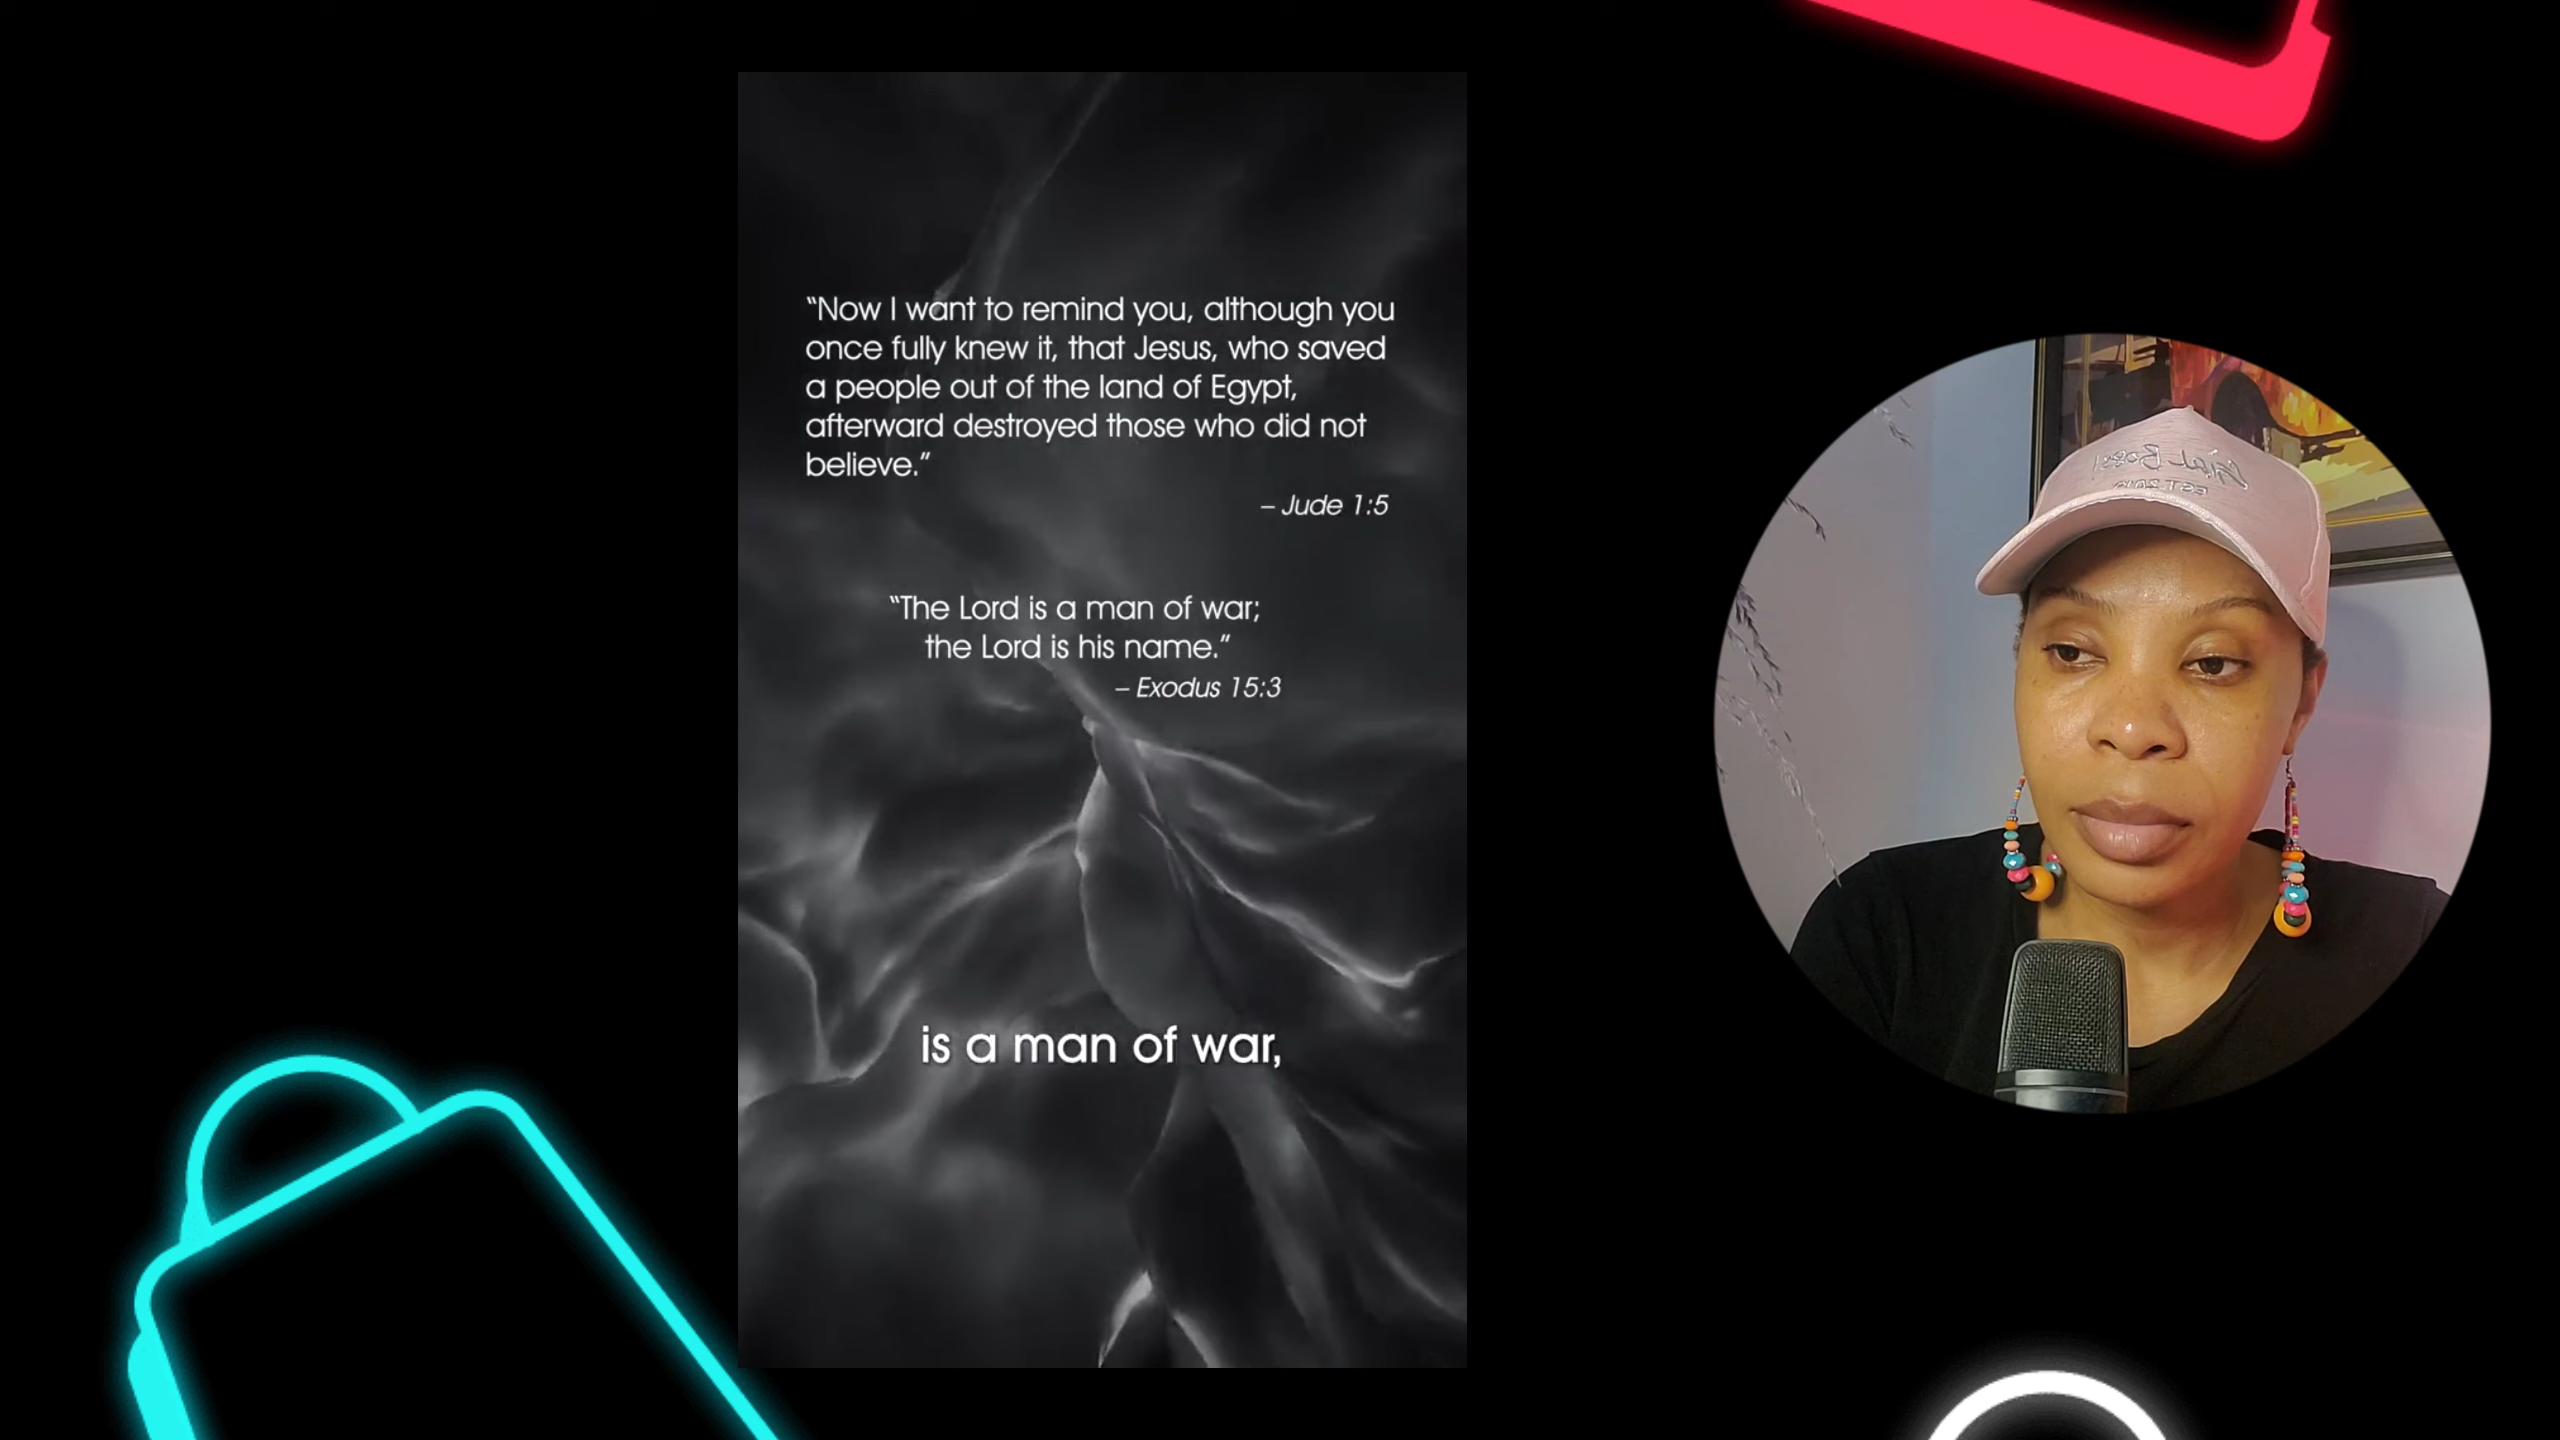 “Now I want to remind you, although you
once fully knew it, that Jesus, who saved
a people out of the land of Egypt,
afterward destroyed those who did not
believe.”
– Jude 1:5
“The Lord is a man of war;
the Lord is his name.”
– Exodus 15:3
is a man of war,